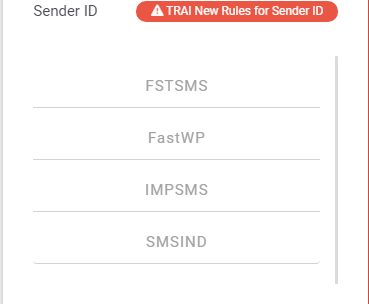 Sender ID
TRAI New Rules for Sender ID
FSTSMS
FastWP
IMPSMS
SMSIND